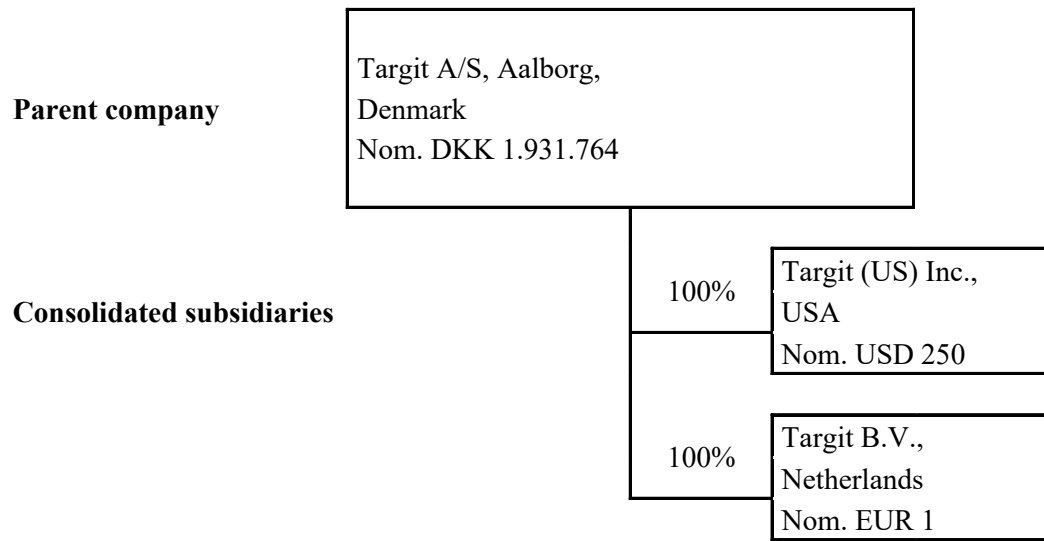 Targit A/S, Aalborg,
Parent company
Denmark
Nom. DKK 1.931.764
Targit (US) Inc.,
100%
USA
Consolidated subsidiaries
Nom. USD 250
Targit B.V.,
100%
Netherlands
Nom. EUR 1